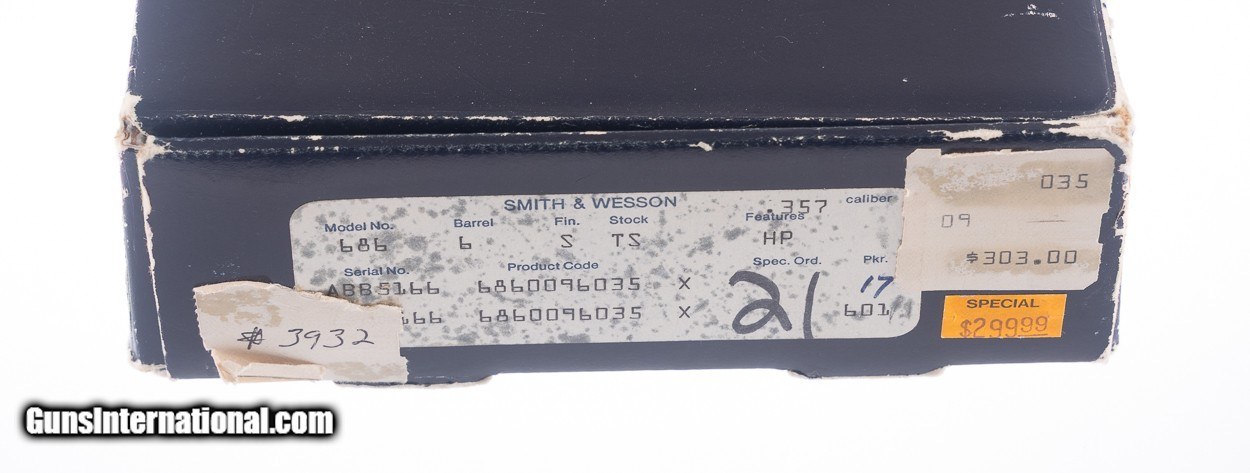 SMITH & WESSON
.357 caliber
Model No. Barrel Fin. Stock Features
686 6 S TS HP
Serial No. Product Code Spec. Ord. Pkr.
ABB5166 6860096035 X 21 17
166 6860096035 X 601
# 3932
035
09
$303.00
SPECIAL
$299.99
GunsInternational.com